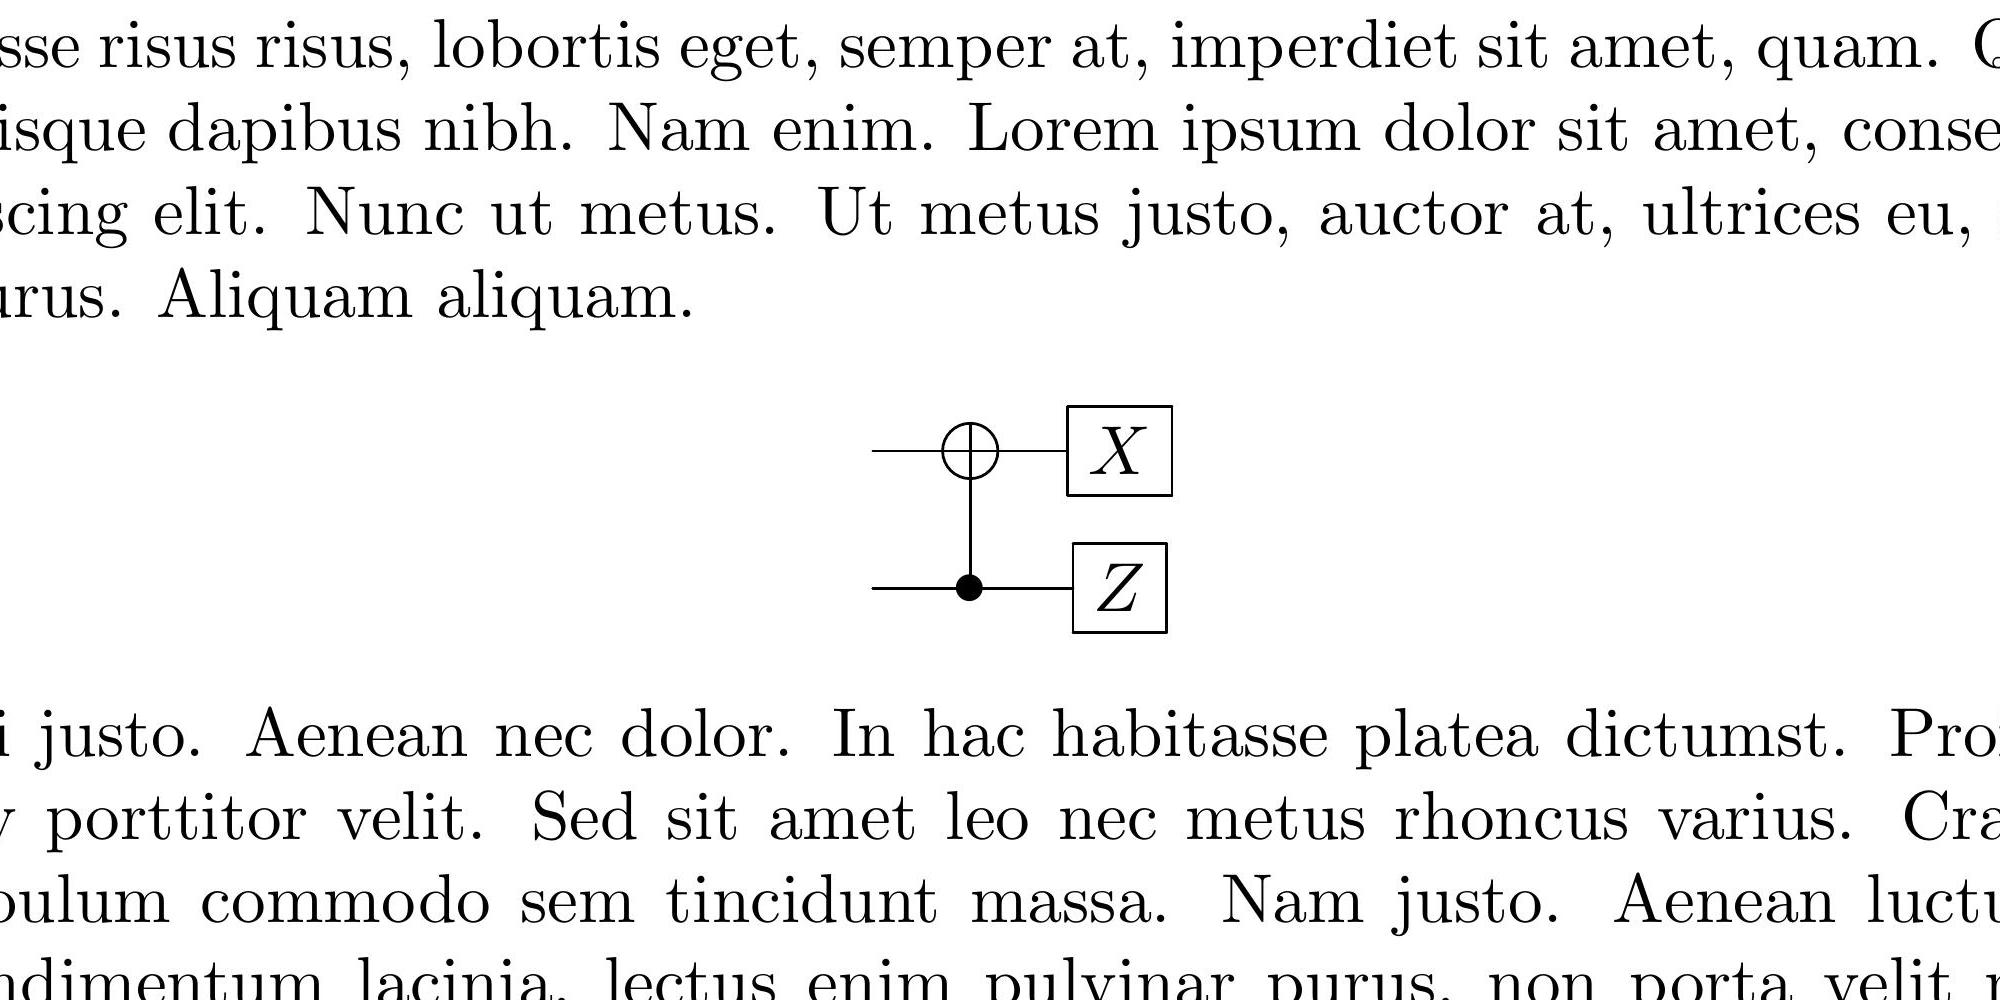 sse risus risus, lobortis eget, semper at, imperdiet sit amet, quam. Q
isque dapibus nibh. Nam enim. Lorem ipsum dolor sit amet, conse
scing elit. Nunc ut metus. Ut metus justo, auctor at, ultrices eu,
urus. Aliquam aliquam.
X
Z
i justo. Aenean nec dolor. In hac habitasse platea dictumst. Proi
y porttitor velit. Sed sit amet leo nec metus rhoncus varius. Cra
bulum commodo sem tincidunt massa. Nam justo. Aenean luctu
ndimentum lacinia, lectus enim pulvinar purus, non porta velit